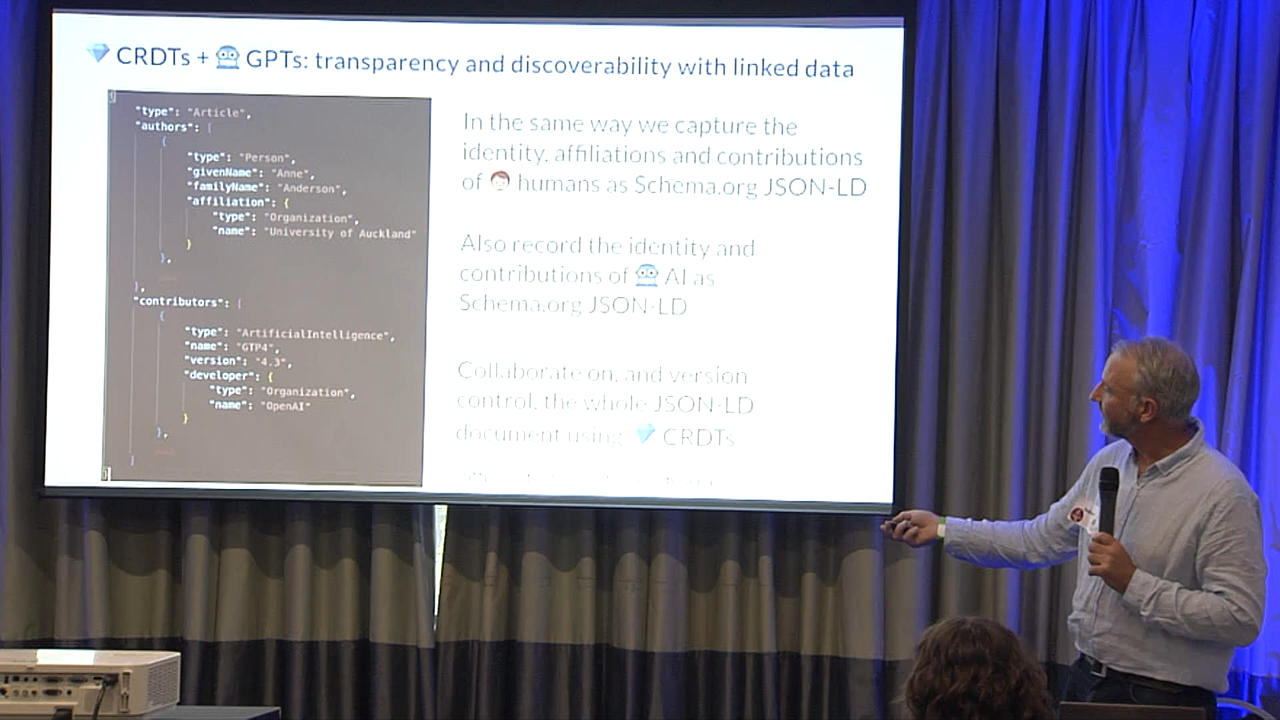 CRDTs + GPTs: transparency and discoverability with linked data
[
"type": "Article",
"authors": [
{
"type": "Person",
"givenName": "Anne",
"familyName": "Anderson",
"affiliation": {
"type": "Organization",
"name": "University of Auckland"
}
},
],
"contributors": [
{
"type": "ArtificialIntelligence",
"name": "GTP4",
"version": "4.3",
"developer": {
"type": "Organization",
"name": "OpenAI"
}
},
]
In the same way we capture the
identity, affiliations and contributions
of humans as Schema.org JSON-LD
Also record the identity and
contributions of AI as
Schema.org JSON-LD
Collaborate on, and version
control, the whole JSON-LD
document using CRDTs